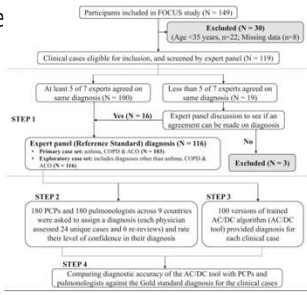 e
Participants included in FOCUS study (N = 149)
Excluded (N = 30)
(Age <35 years, n=22; Missing data (n=8)
Clinical cases eligible for inclusion, and screened by expert panel (N = 119)
At least 5 of 7 experts agreed on
same diagnosis (N = 100)
Less than 5 of 7 experts agreed on
same diagnosis (N = 19)
STEP 1
Yes (N = 16)
Expert panel discussion to see if an
agreement can be made on diagnosis
Expert panel (Reference Standard) diagnosis (N = 116)
• Primary case set: asthma, COPD & ACO (N = 103)
• Exploratory case set: includes diagnoses other than asthma, COPD &
ACO (N = 116)
No
Excluded (N = 3)
STEP 2
180 PCPs and 180 pulmonologists across 9 countries
were asked to assign a diagnosis (each physician
assessed 24 unique cases and 6 re-reviews) and rate
their level of confidence in their diagnosis
STEP 3
100 versions of trained
AC/DC algorithm (AC/DC
tool) provided diagnosis for
each clinical case
STEP 4
Comparing diagnostic accuracy of the AC/DC tool with PCPs and
pulmonologists against the Gold standard diagnosis for the clinical cases